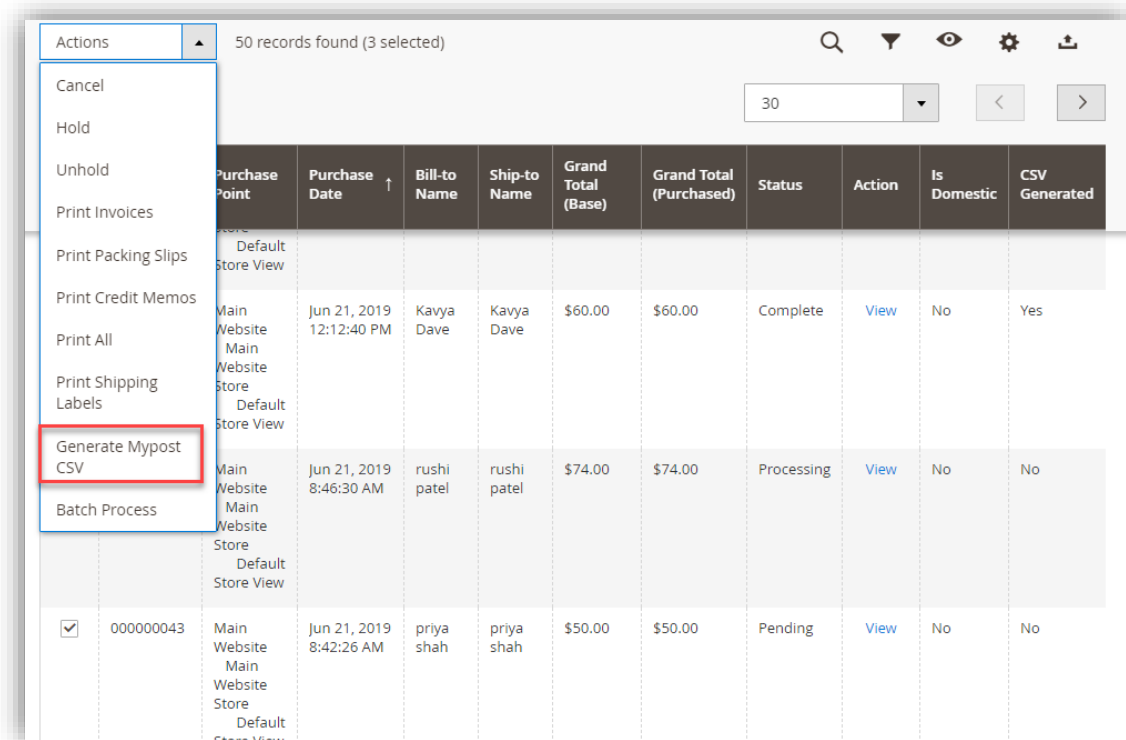 Actions
50 records found (3 selected)
Cancel
Hold
Unhold
Print Invoices
Print Packing Slips
Print Credit Memos
Print All
Print Shipping
Labels
Generate Mypost
CSV
Batch Process
30
Purchase
Point
Purchase
Date ↑
Bill-to
Name
Ship-to
Name
Grand
Total
(Base)
Grand Total
(Purchased)
Status
Action
Is
Domestic
CSV
Generated
Store
Default
Store View
Main
Website
Main
Website
Store
Default
Store View
Jun 21, 2019
12:12:40 PM
Kavya
Dave
Kavya
Dave
$60.00
$60.00
Complete
View
No
Yes
Main
Website
Main
Website
Store
Default
Store View
Jun 21, 2019
8:46:30 AM
rushi
patel
rushi
patel
$74.00
$74.00
Processing
View
No
No
000000043
Main
Website
Main
Website
Store
Default
Store View
Jun 21, 2019
8:42:26 AM
priya
shah
priya
shah
$50.00
$50.00
Pending
View
No
No